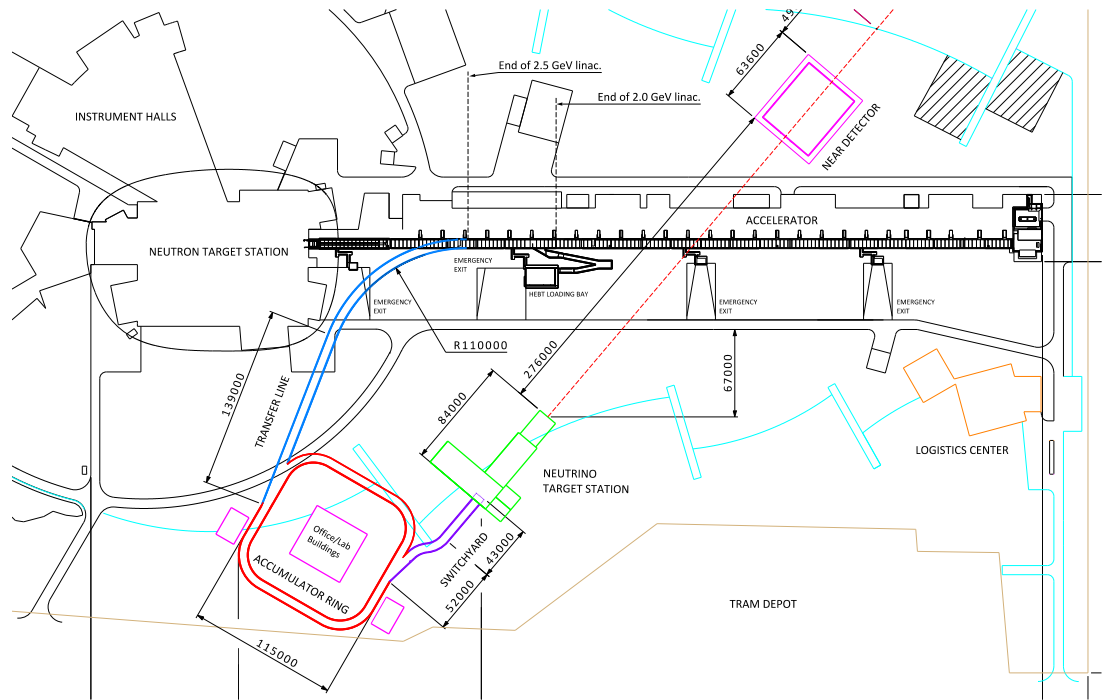 49
63600
End of 2.5 GeV linac.
End of 2.0 GeV linac.
INSTRUMENT HALLS
NEAR DETECTOR
ACCELERATOR
NEUTRON TARGET STATION
EMERGENCY
EXIT
HEBT LOADING BAY
EMERGENCY
EXIT
EMERGENCY
EXIT
EMERGENCY
EXIT
R110000
276000
67000
139000
TRANSFER LINE
84000
LOGISTICS CENTER
NEUTRINO
TARGET STATION
Office/Lab
Buildings
SWITCHYARD
43000
ACCUMULATOR RING
52000
TRAM DEPOT
115000